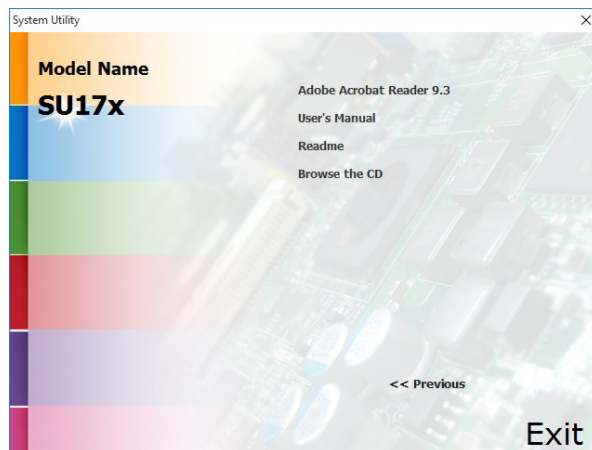 System Utility
Model Name
SU17x
Adobe Acrobat Reader 9.3
User's Manual
Readme
Browse the CD
<< Previous
Exit